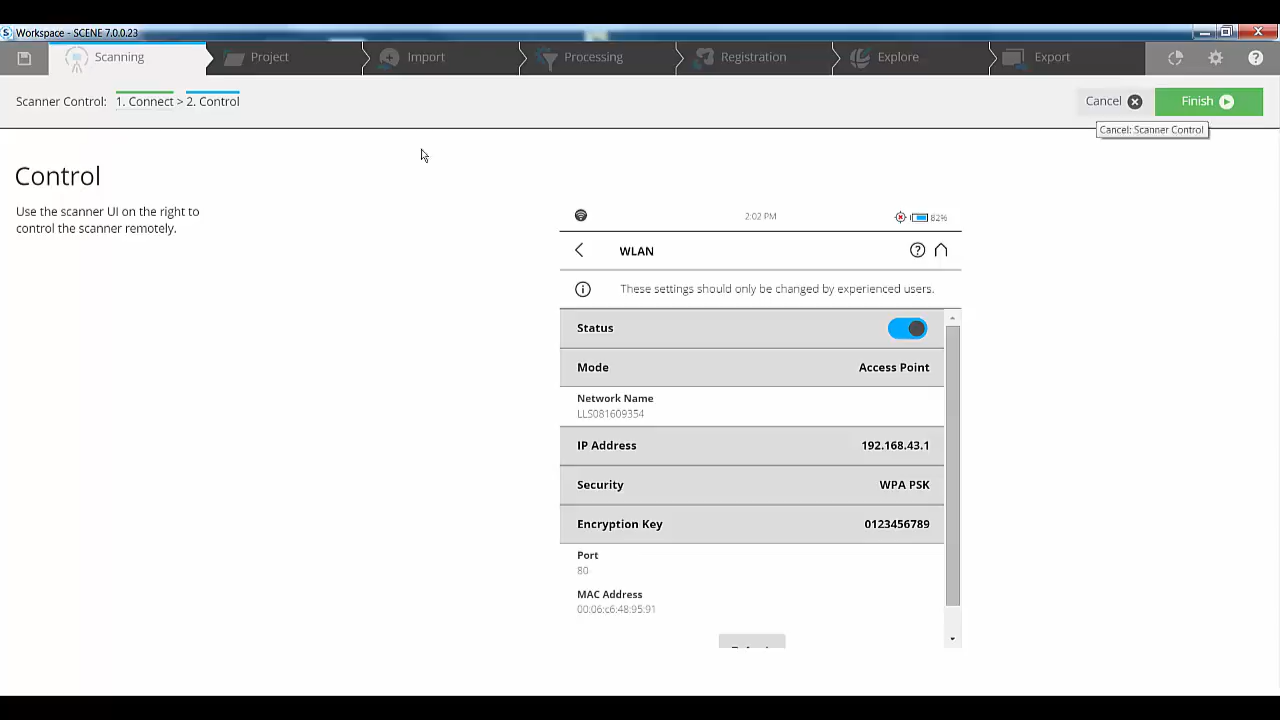 Workspace - SCENE 7.0.0.23
Scanning Project Import Processing Registration Explore Export
Scanner Control: 1. Connect > 2. Control Cancel Finish
Cancel: Scanner Control
Control
Use the scanner UI on the right to
control the scanner remotely.
2:02 PM 82%
WLAN
These settings should only be changed by experienced users.
Status
Mode Access Point
Network Name
LLS081609354
IP Address 192.168.43.1
Security WPA PSK
Encryption Key 0123456789
Port
80
MAC Address
00:06:c6:48:95:91